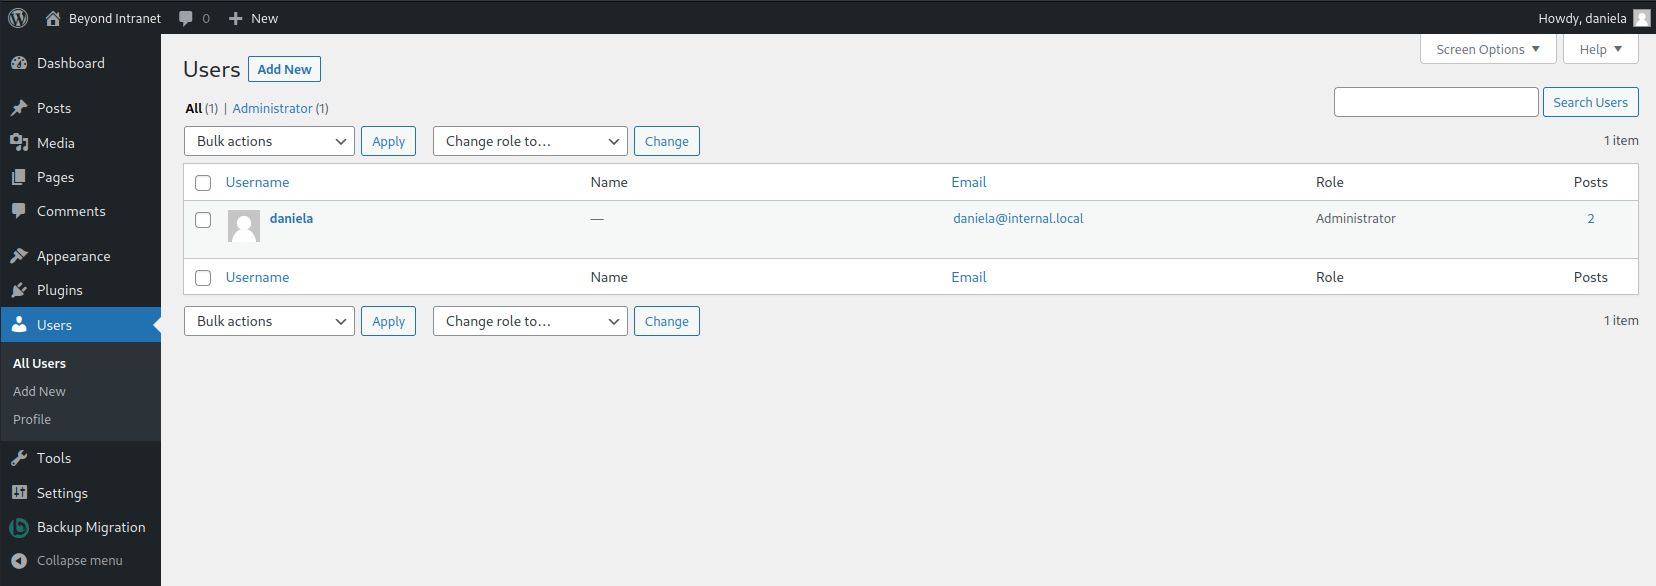 Beyond Intranet 0 New Howdy, daniela
Screen Options Help
Dashboard
Posts
Media
Pages
Comments
Appearance
Plugins
Users
All Users
Add New
Profile
Tools
Settings
Backup Migration
Collapse menu
Users Add New
All (1) | Administrator (1)
Search Users
Bulk actions Apply Change role to... Change 1 item
Username Name Email Role Posts
daniela — daniela@internal.local Administrator 2
Username Name Email Role Posts
Bulk actions Apply Change role to... Change 1 item